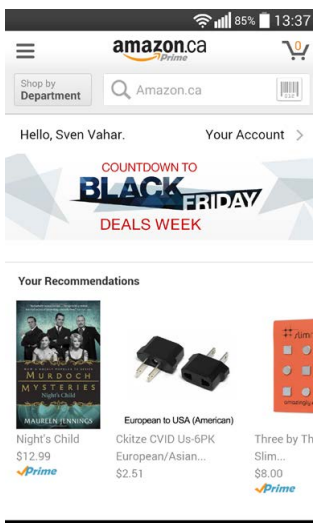 85% 13:37
amazon.ca
Prime
0
Shop by
Department
Amazon.ca
Hello, Sven Vahar. Your Account >
COUNTDOWN TO
BLACK
FRIDAY
DEALS WEEK
Your Recommendations
MURDOCH
MYSTERIES
Night's Child
MAUREEN JENNINGS
European to USA (American)
slim
Night's Child
$12.99
Prime
Ckitze CVID Us-6PK
European/Asian...
$2.51
Three by Th
Slim...
$8.00
Prime